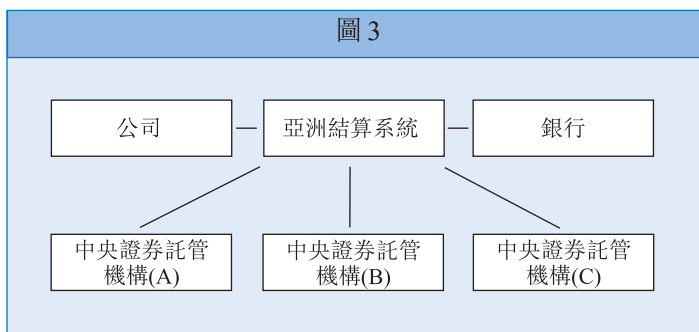 圖 3
公司
亞洲結算系統
銀行
中央證券託管
機構(A)
中央證券託管
機構(B)
中央證券託管
機構(C)